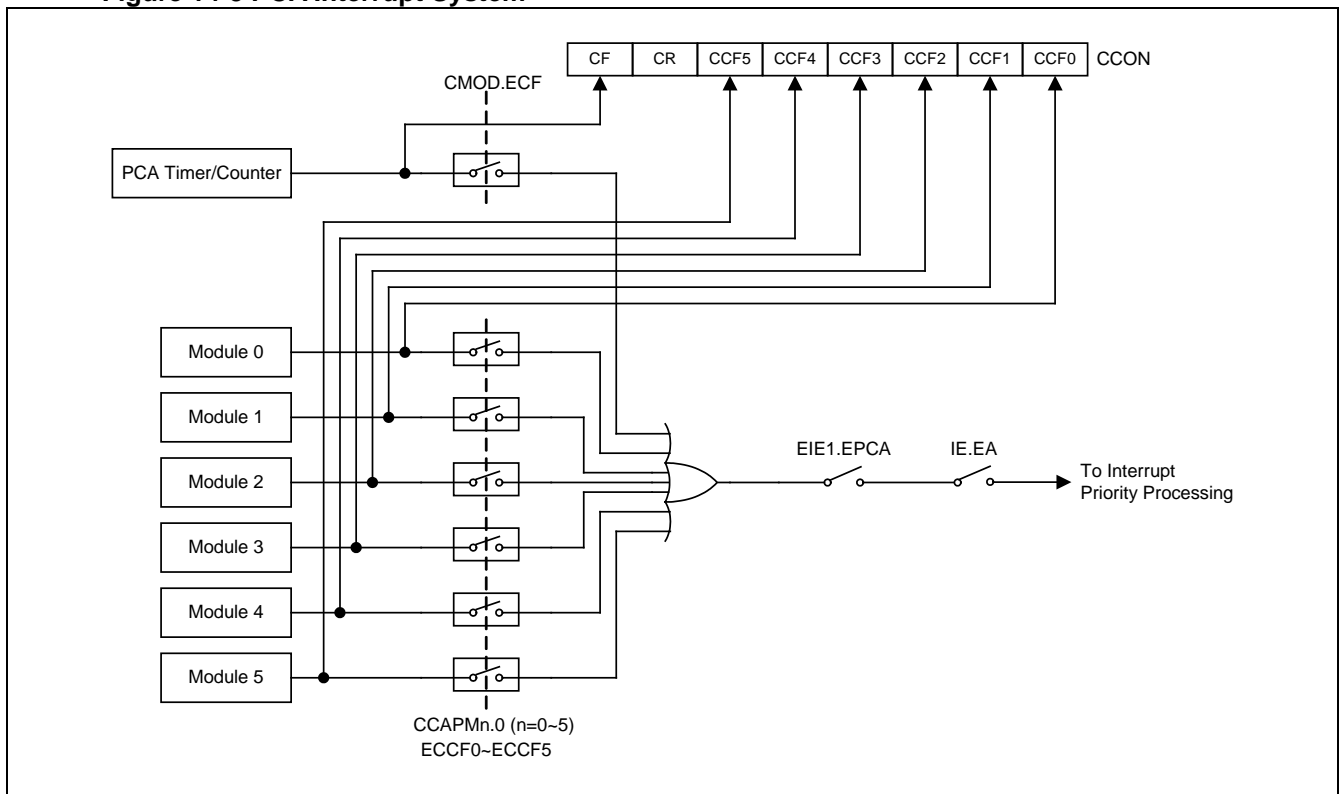 CF CR CCF5 CCF4 CCF3 CCF2 CCF1 CCF0 CCON
CMOD.ECF
PCA Timer/Counter
Module 0
Module 1
Module 2
Module 3
Module 4
Module 5
EIE1.EPCA IE.EA
To Interrupt
Priority Processing
CCAPMn.0 (n=0~5)
ECCF0~ECCF5